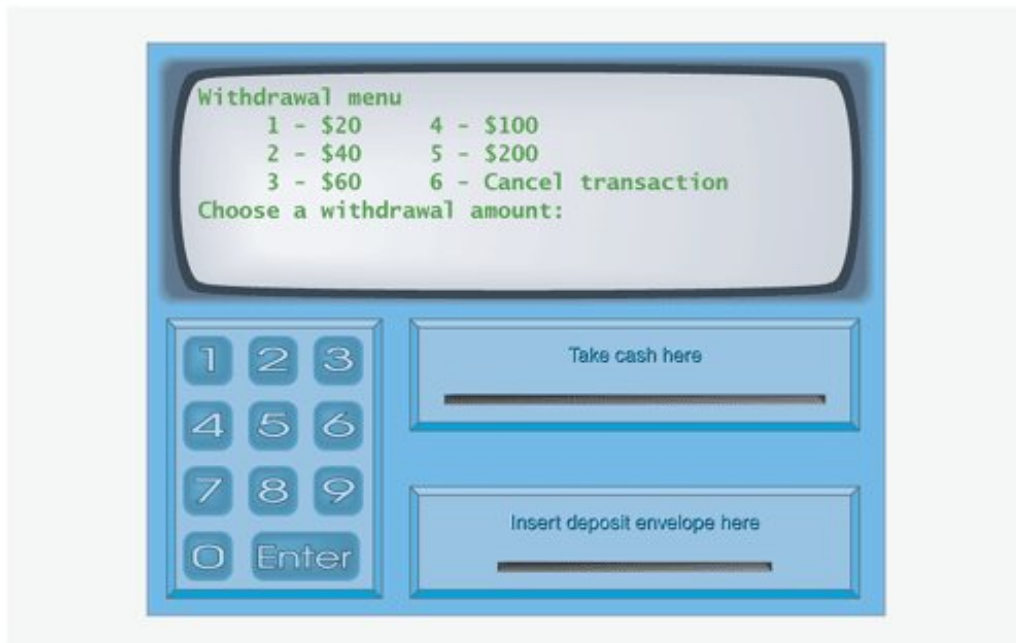 Withdrawal menu
1 - $20 4 - $100
2 - $40 5 - $200
3 - $60 6 - Cancel transaction
Choose a withdrawal amount:
1 2 3
4 5 6
7 8 9
0 Enter
Take cash here
Insert deposit envelope here